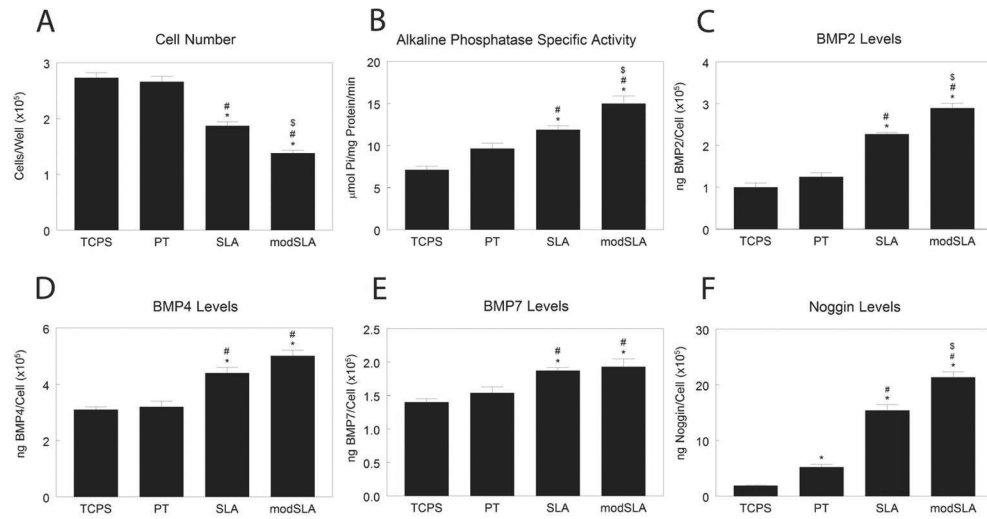 A
Cell Number
Cells/Well (x10⁵)
3
2
1
0
#
*
$
#
*
TCPS PT SLA modSLA
B
Alkaline Phosphatase Specific Activity
μmol Pi/mg Protein/min
20
15
10
5
0
#
*
$
#
*
TCPS PT SLA modSLA
C
BMP2 Levels
ng BMP2/Cell (x10⁵)
4
3
2
1
0
#
*
$
#
*
TCPS PT SLA modSLA
D
BMP4 Levels
ng BMP4/Cell (x10⁵)
6
4
2
0
#
*
#
*
TCPS PT SLA modSLA
E
BMP7 Levels
ng BMP7/Cell (x10⁵)
2.5
2.0
1.5
1.0
0.5
0.0
#
*
#
*
TCPS PT SLA modSLA
F
Noggin Levels
ng Noggin/Cell (x10⁵)
30
20
10
0
*
#
*
$
#
*
TCPS PT SLA modSLA